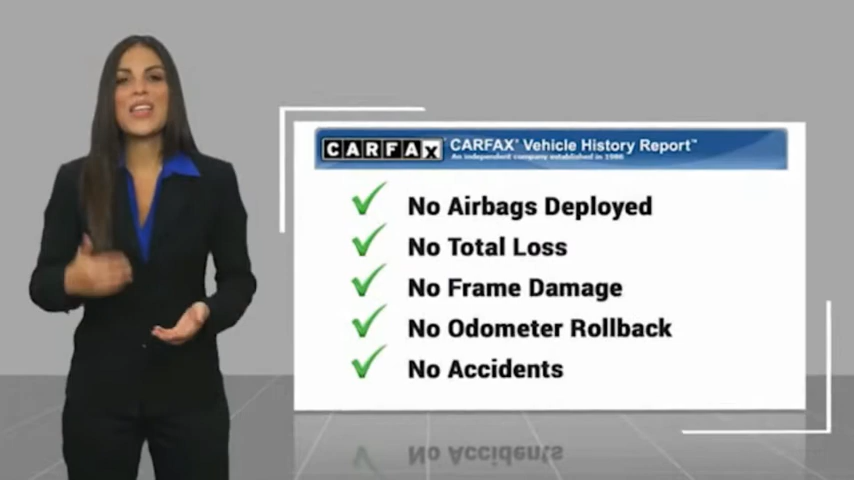 CARFAX CARFAX® Vehicle History Report™
An independent company established in 1986
No Airbags Deployed
No Total Loss
No Frame Damage
No Odometer Rollback
No Accidents
No Accidents